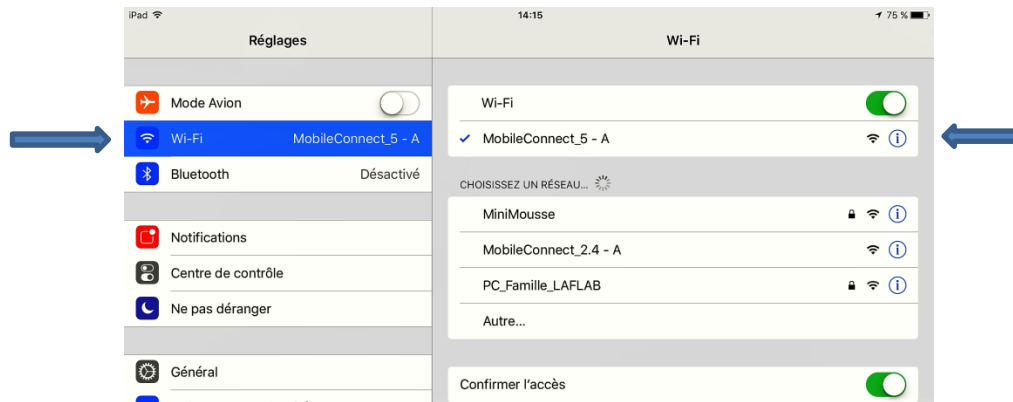 iPad 14:15 75 %
Réglages
Wi-Fi
Mode Avion
Wi-Fi MobileConnect_5 - A
Bluetooth Désactivé
Notifications
Centre de contrôle
Ne pas déranger
Général
Wi-Fi
MobileConnect_5 - A
CHOISISSEZ UN RÉSEAU...
MiniMousse
MobileConnect_2.4 - A
PC_Famille_LAFLAB
Autre...
Confirmer l'accès